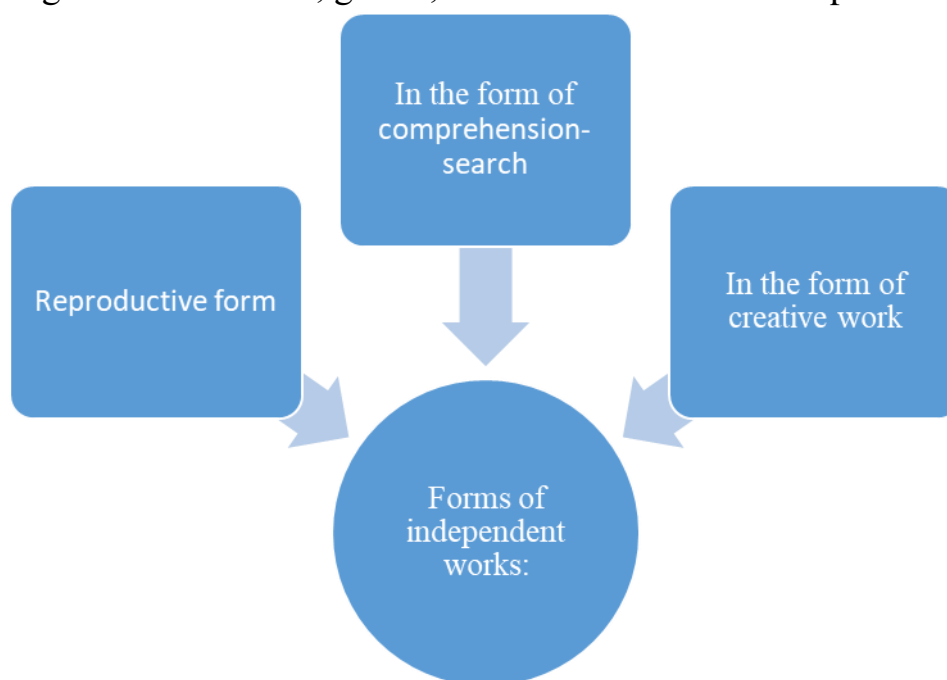 In the form of
comprehension-
search
Reproductive form
In the form of
creative work
Forms of
independent
works: